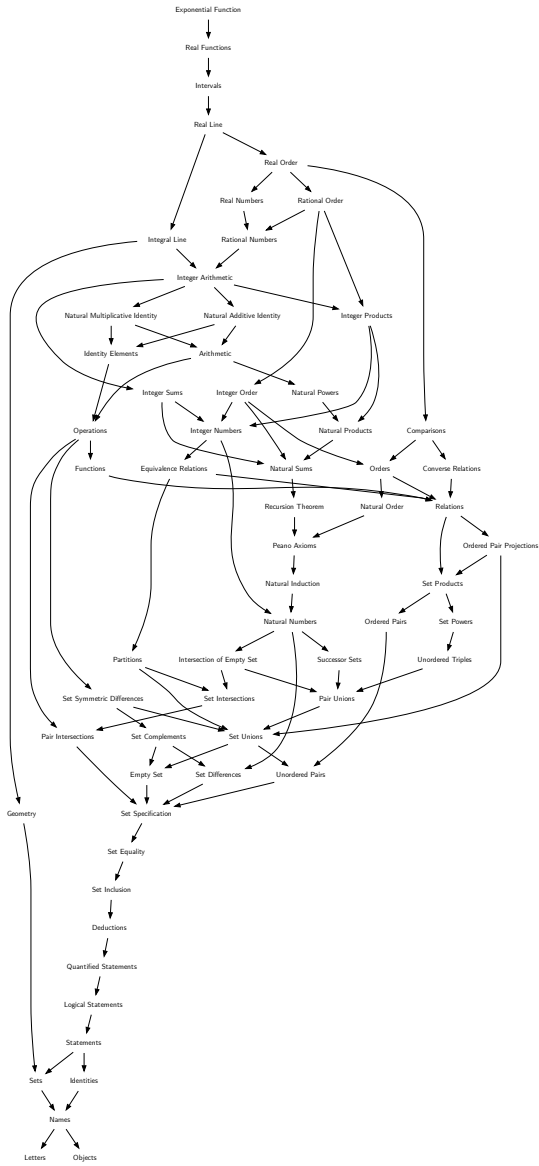 Exponential Function
Real Functions
Intervals
Real Line
Real Order
Real Numbers
Rational Order
Integral Line
Rational Numbers
Integer Arithmetic
Natural Multiplicative Identity
Natural Additive Identity
Integer Products
Identity Elements
Arithmetic
Integer Sums
Integer Order
Natural Powers
Operations
Integer Numbers
Natural Products
Comparisons
Functions
Equivalence Relations
Natural Sums
Orders
Converse Relations
Recursion Theorem
Natural Order
Relations
Peano Axioms
Ordered Pair Projections
Natural Induction
Set Products
Natural Numbers
Ordered Pairs
Set Powers
Partitions
Intersection of Empty Set
Successor Sets
Unordered Triples
Set Symmetric Differences
Set Intersections
Pair Unions
Pair Intersections
Set Complements
Set Unions
Empty Set
Set Differences
Unordered Pairs
Geometry
Set Specification
Set Equality
Set Inclusion
Deductions
Quantified Statements
Logical Statements
Statements
Sets
Identities
Names
Letters
Objects